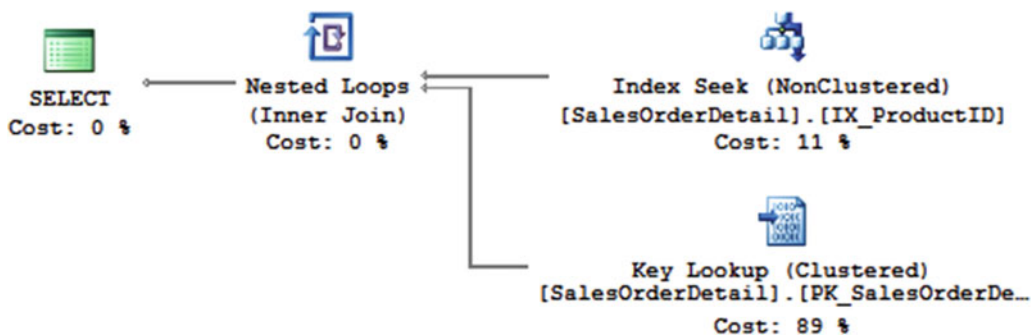 SELECT
Cost: 0 %
Nested Loops
(Inner Join)
Cost: 0 %
Index Seek (NonClustered)
[SalesOrderDetail].[IX_ProductID]
Cost: 11 %
Key Lookup (Clustered)
[SalesOrderDetail].[PK_SalesOrderDe…
Cost: 89 %